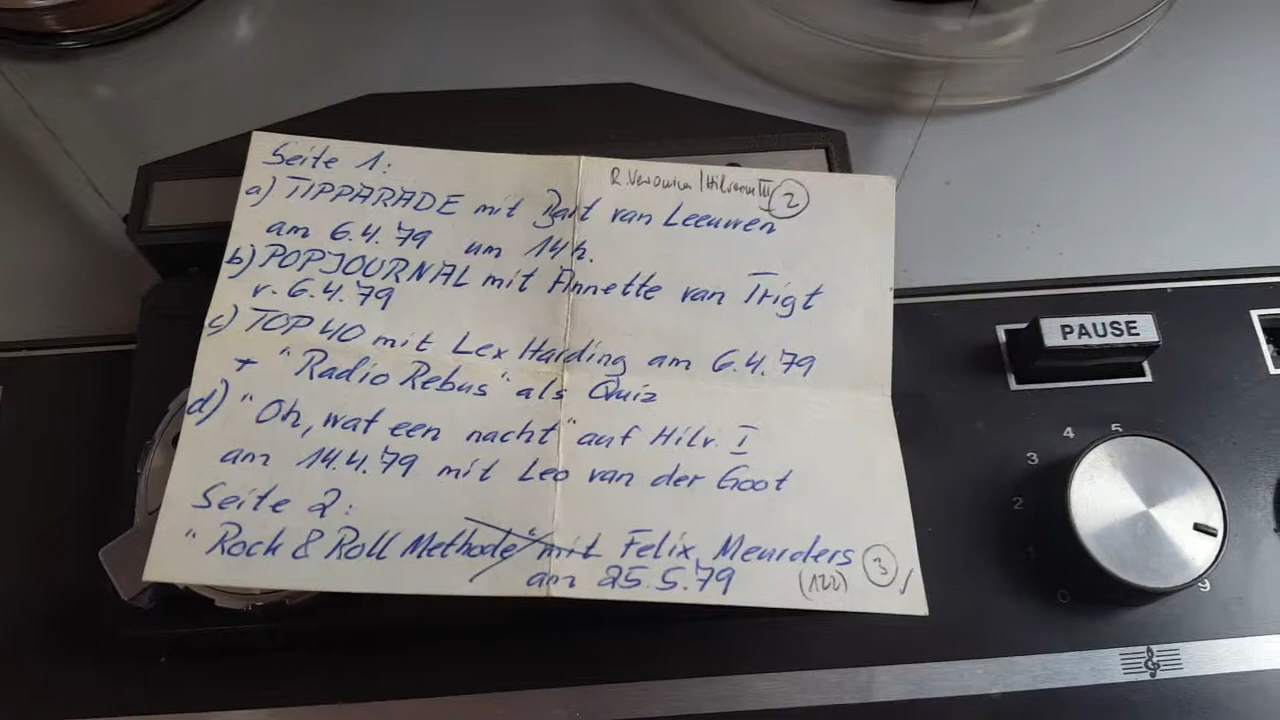 Seite 1:
R. Veronica / Hilversum III 2
a) TIPPARADE mit Bart van Leeuwen
am 6.4.79 um 14h.
b) POPJOURNAL mit Annette van Trigt
v. 6.4.79
c) TOP 40 mit Lex Harding am 6.4.79
+ "Radio Rebus" als Quiz
d) "Oh, wat een nacht" auf Hilv. I
am 14.4.79 mit Leo van der Goot
Seite 2:
"Rock & Roll Methode" mit Felix Meurders
am 25.5.79 (122) 3 ✓
PAUSE
0 1 2 3 4 5 9